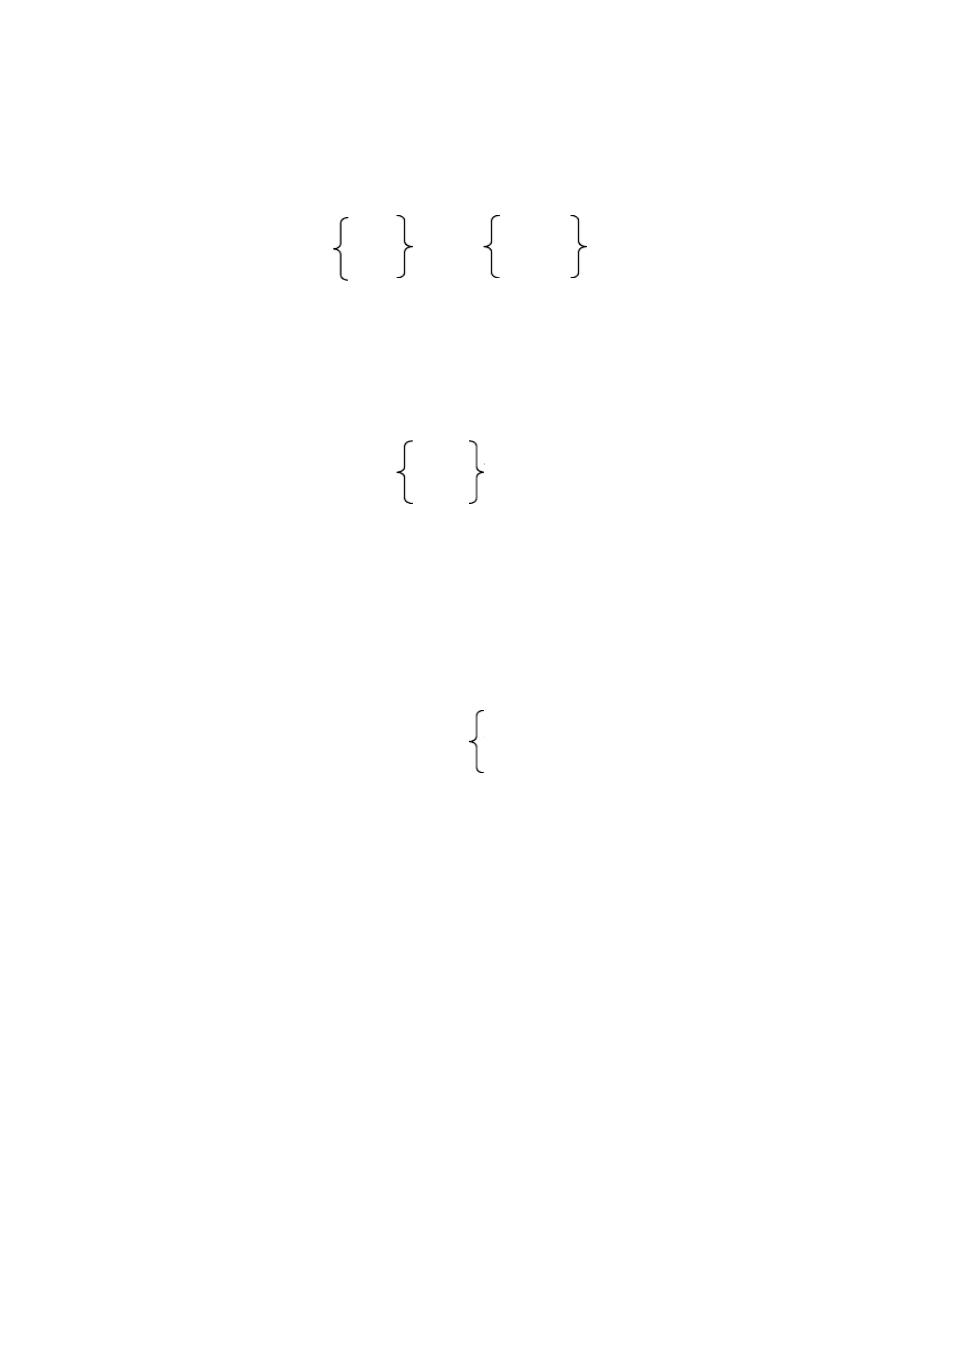 { } { }
{ }
{